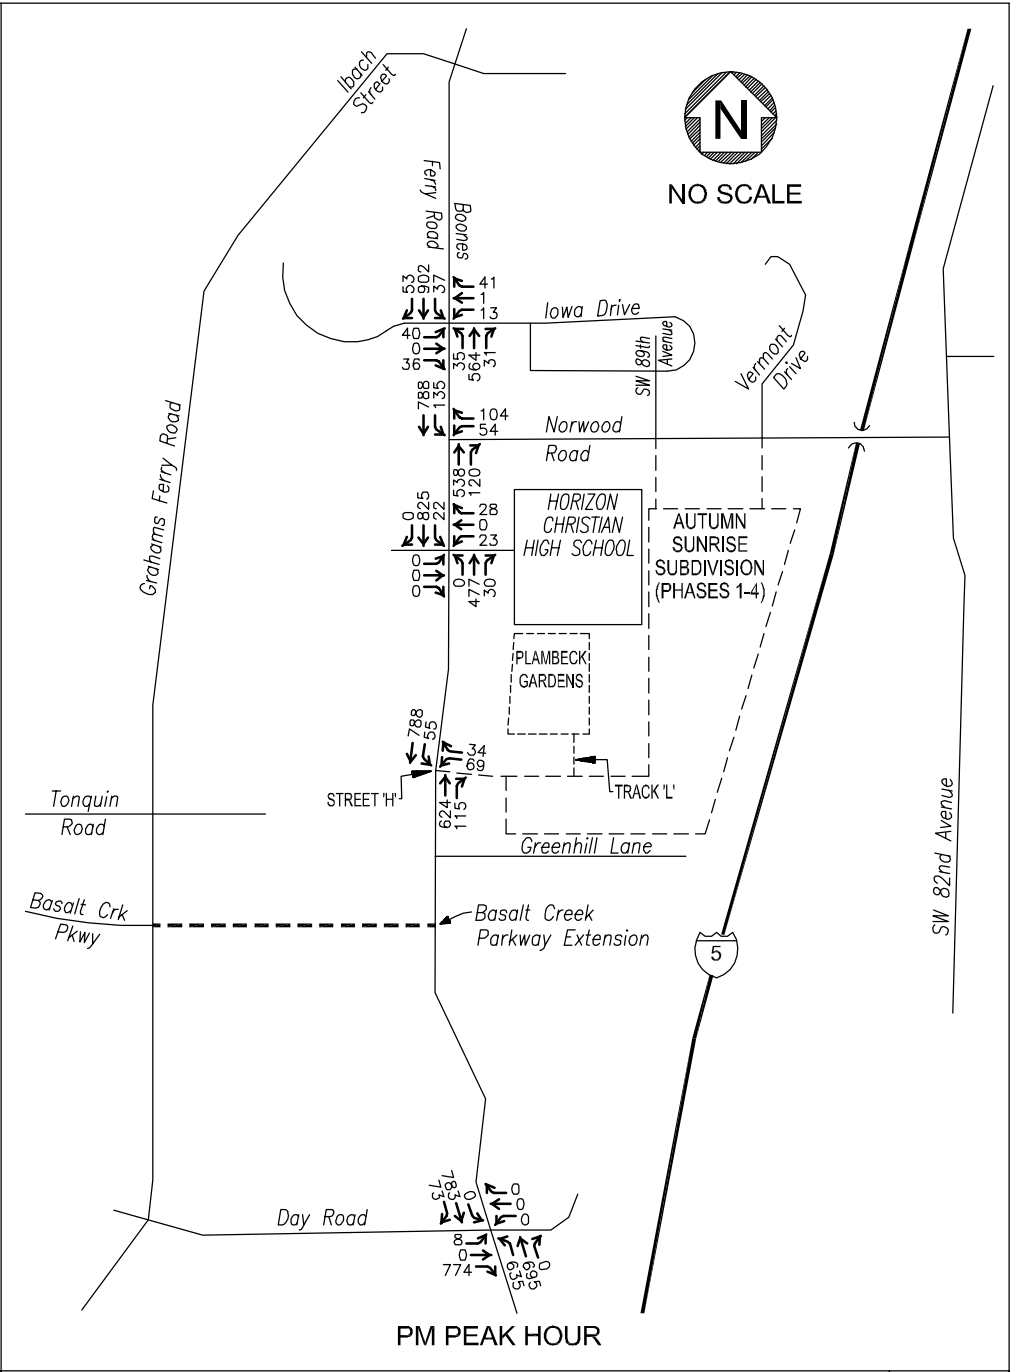 Ibach
Street
N
NO SCALE
Ferry Road
Boones
53
902
37
41
1
13
Iowa Drive
40
0
36
35
564
31
SW 89th
Avenue
Vermont
Drive
788
135
104
54
Norwood
Road
538
120
Grahams Ferry Road
0
825
22
28
0
23
HORIZON
CHRISTIAN
HIGH SCHOOL
AUTUMN
SUNRISE
SUBDIVISION
(PHASES 1-4)
0
0
0
0
477
30
PLAMBECK
GARDENS
788
55
34
69
STREET 'H'
TRACK 'L'
624
115
Tonquin
Road
Greenhill Lane
SW 82nd Avenue
Basalt Crk
Pkwy
Basalt Creek
Parkway Extension
5
73
783
0
0
0
0
Day Road
8
0
774
635
695
0
PM PEAK HOUR